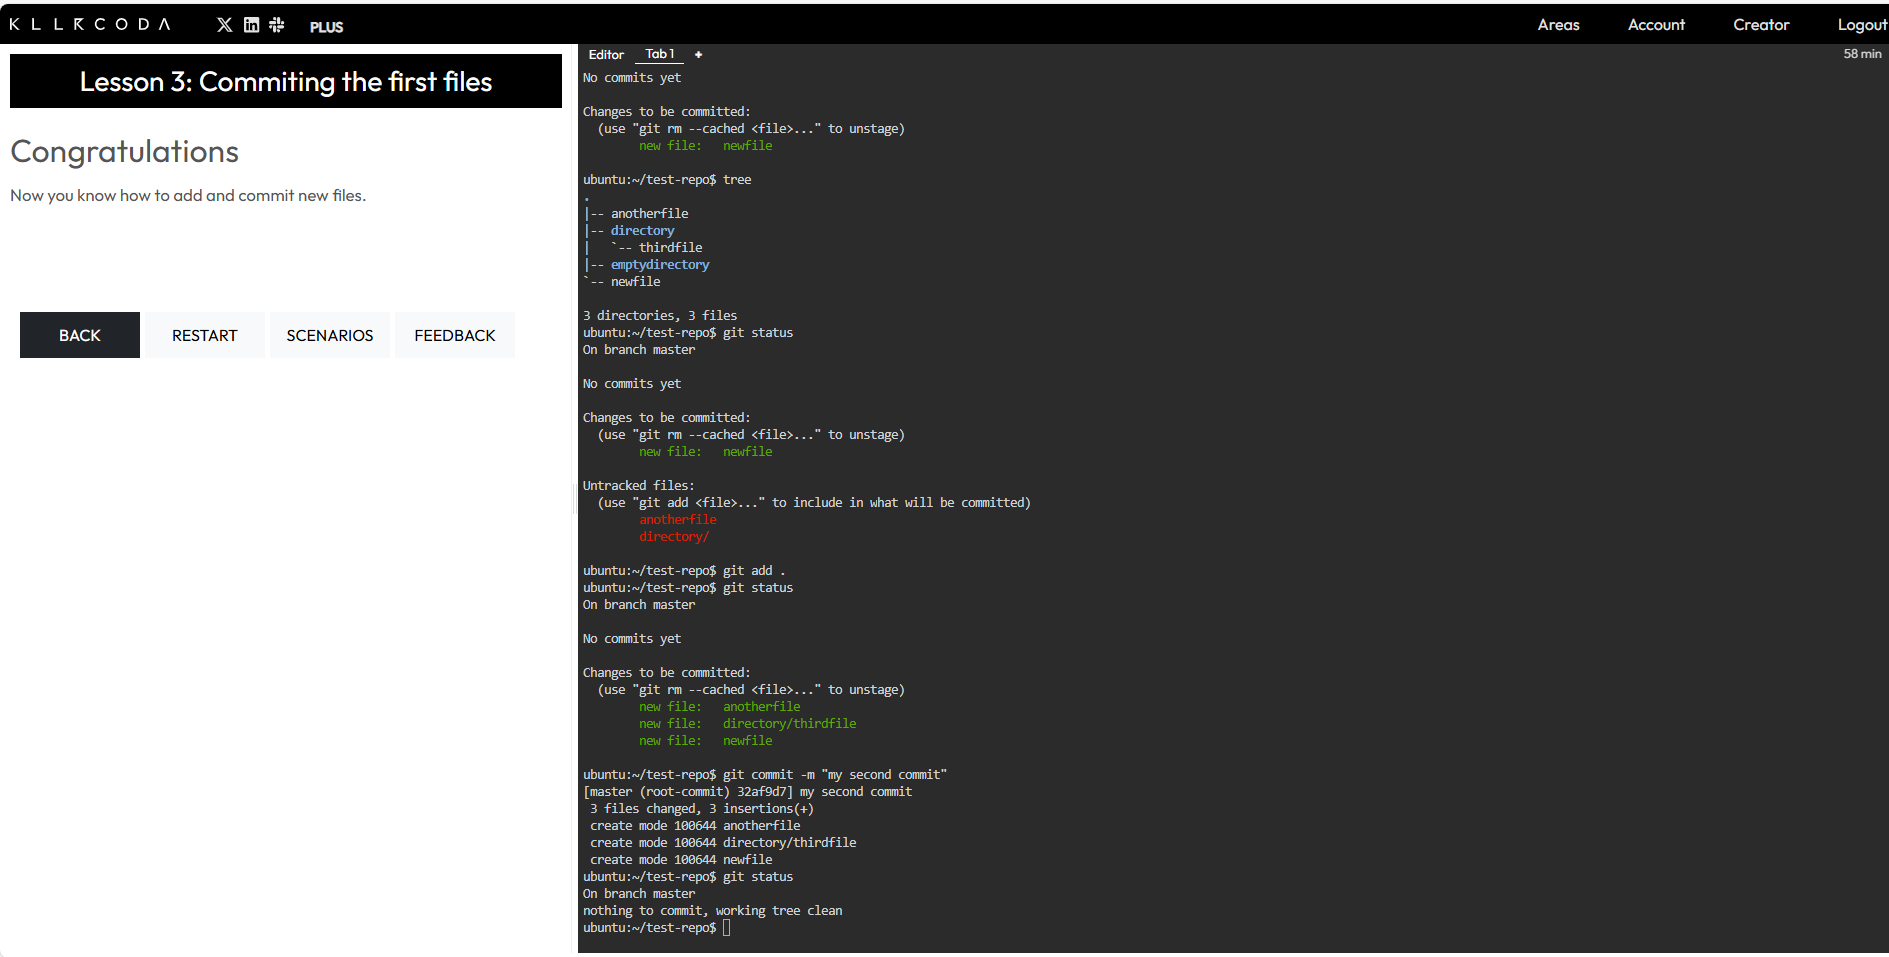 KLLRCODA PLUS Areas Account Creator Logout
Lesson 3: Commiting the first files
Congratulations
Now you know how to add and commit new files.
BACK RESTART SCENARIOS FEEDBACK
Editor Tab 1 + 58 min
No commits yet
Changes to be committed:
  (use "git rm --cached <file>..." to unstage)
        new file:   newfile
ubuntu:~/test-repo$ tree
.
|-- anotherfile
|-- directory
|   `-- thirdfile
|-- emptydirectory
`-- newfile
3 directories, 3 files
ubuntu:~/test-repo$ git status
On branch master
No commits yet
Changes to be committed:
  (use "git rm --cached <file>..." to unstage)
        new file:   newfile
Untracked files:
  (use "git add <file>..." to include in what will be committed)
        anotherfile
        directory/
ubuntu:~/test-repo$ git add .
ubuntu:~/test-repo$ git status
On branch master
No commits yet
Changes to be committed:
  (use "git rm --cached <file>..." to unstage)
        new file:   anotherfile
        new file:   directory/thirdfile
        new file:   newfile
ubuntu:~/test-repo$ git commit -m "my second commit"
[master (root-commit) 32af9d7] my second commit
 3 files changed, 3 insertions(+)
 create mode 100644 anotherfile
 create mode 100644 directory/thirdfile
 create mode 100644 newfile
ubuntu:~/test-repo$ git status
On branch master
nothing to commit, working tree clean
ubuntu:~/test-repo$